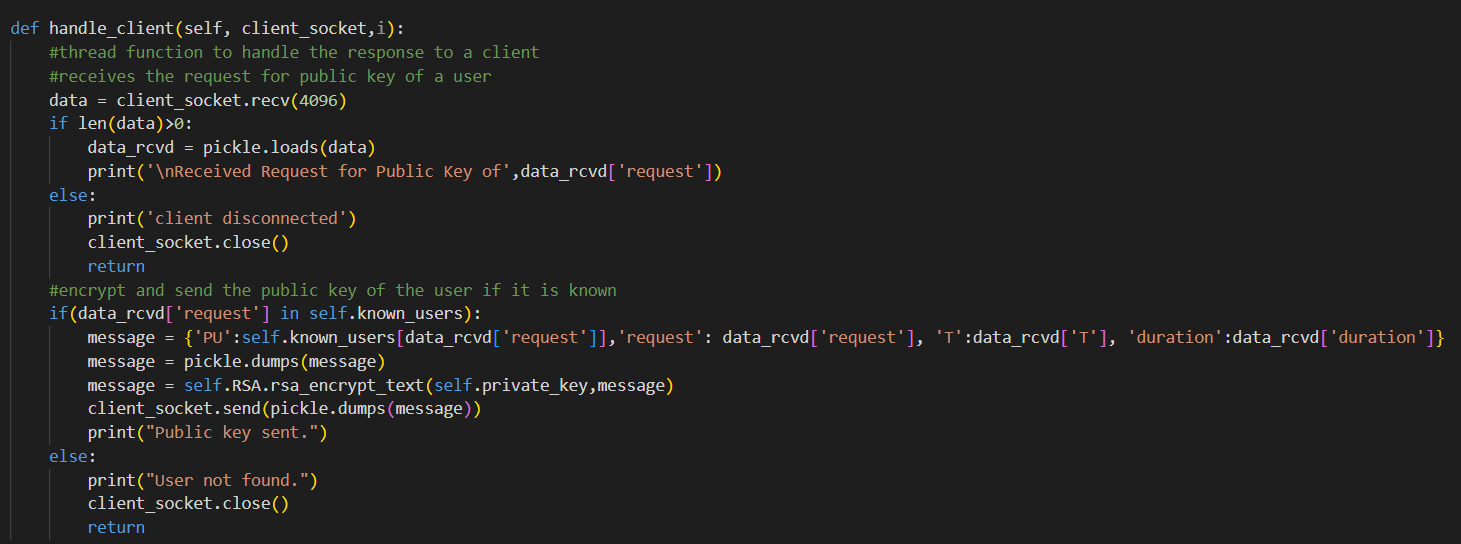 def handle_client(self, client_socket,i):
    #thread function to handle the response to a client
    #receives the request for public key of a user
    data = client_socket.recv(4096)
    if len(data)>0:
        data_rcvd = pickle.loads(data)
        print('\nReceived Request for Public Key of',data_rcvd['request'])
    else:
        print('client disconnected')
        client_socket.close()
        return
    #encrypt and send the public key of the user if it is known
    if(data_rcvd['request'] in self.known_users):
        message = {'PU':self.known_users[data_rcvd['request']],'request': data_rcvd['request'], 'T':data_rcvd['T'], 'duration':data_rcvd['duration']}
        message = pickle.dumps(message)
        message = self.RSA.rsa_encrypt_text(self.private_key,message)
        client_socket.send(pickle.dumps(message))
        print("Public key sent.")
    else:
        print("User not found.")
        client_socket.close()
        return